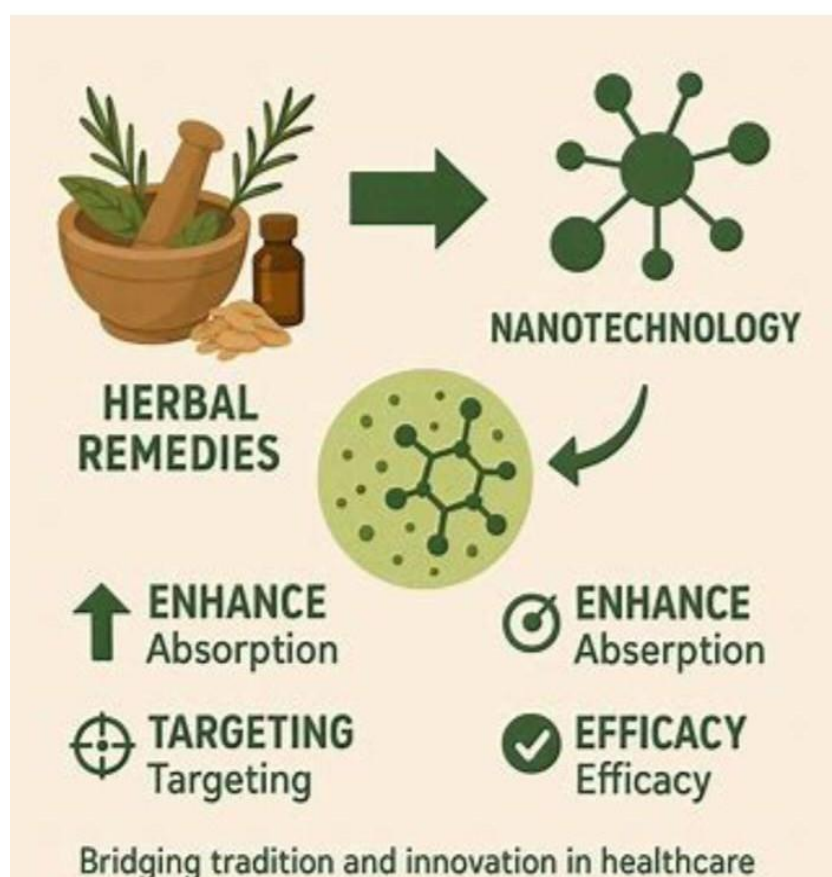 NANOTECHNOLOGY
HERBAL
REMEDIES
ENHANCE
Absorption
ENHANCE
Abserption
TARGETING
Targeting
EFFICACY
Efficacy
Bridging tradition and innovation in healthcare